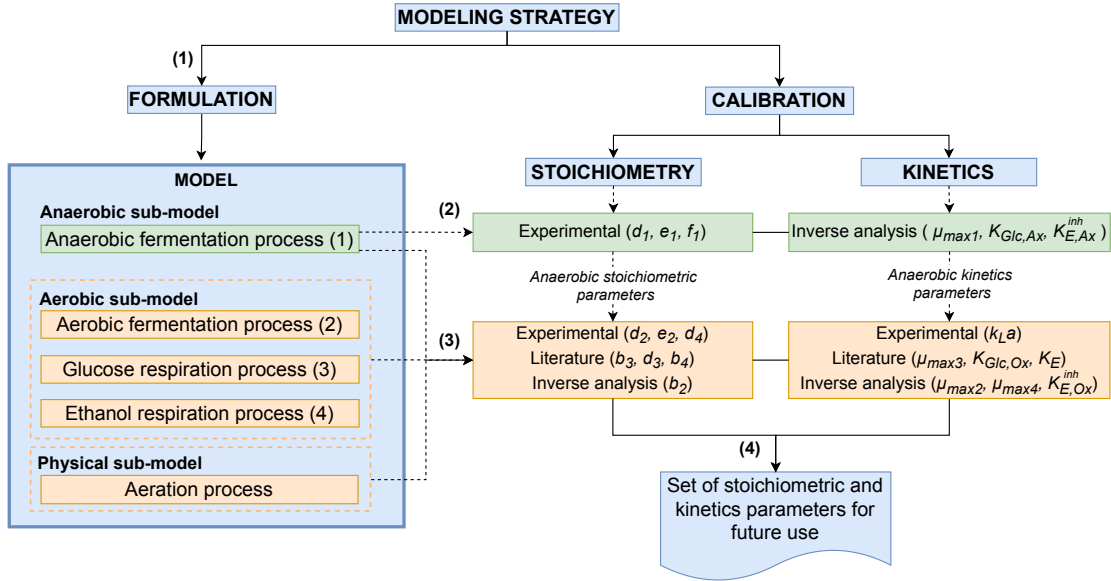 MODELING STRATEGY
(1)
FORMULATION
CALIBRATION
STOICHIOMETRY
KINETICS
MODEL
Anaerobic sub-model
Anaerobic fermentation process (1)
(2)
Experimental (d1, e1, f1)
Inverse analysis ( μmax1, KGlc,Ax, K^inh_E,Ax )
Anaerobic stoichiometric
parameters
Anaerobic kinetics
parameters
Aerobic sub-model
Aerobic fermentation process (2)
Glucose respiration process (3)
Ethanol respiration process (4)
(3)
Experimental (d2, e2, d4)
Literature (b3, d3, b4)
Inverse analysis (b2)
Experimental (kLa)
Literature (μmax3, KGlc,Ox, KE)
Inverse analysis (μmax2, μmax4, K^inh_E,Ox)
Physical sub-model
Aeration process
(4)
Set of stoichiometric and
kinetics parameters for
future use